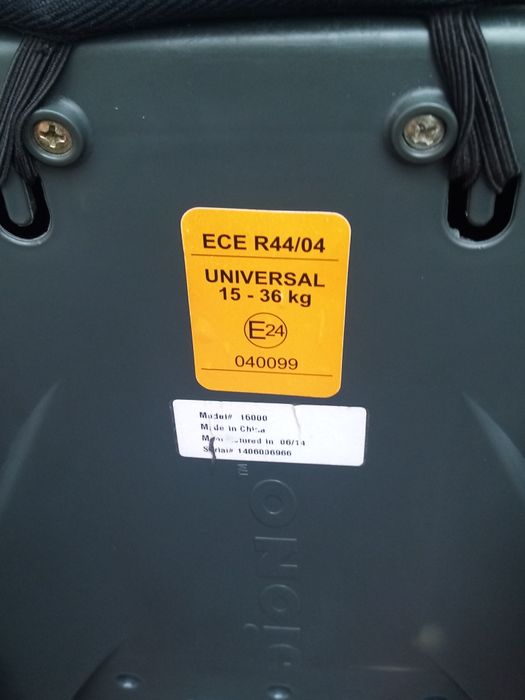 ECE R44/04
UNIVERSAL
15 - 36 kg
E24
040099
Model# 16000
Made in China
Manufactured in 06/14
Serial# 1406036966
DIONO™